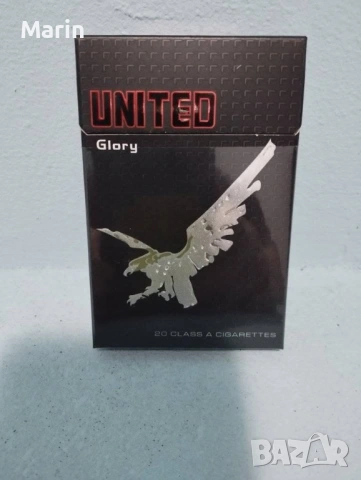 Marin
UNITED
Glory
20 CLASS A CIGARETTES
BAZAR